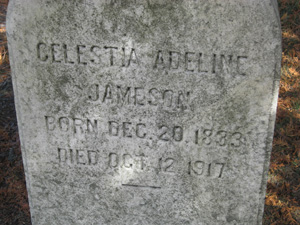 CELESTIA ADELINE
JAMESON
BORN DEC. 20. 1833
DIED OCT. 12 1917